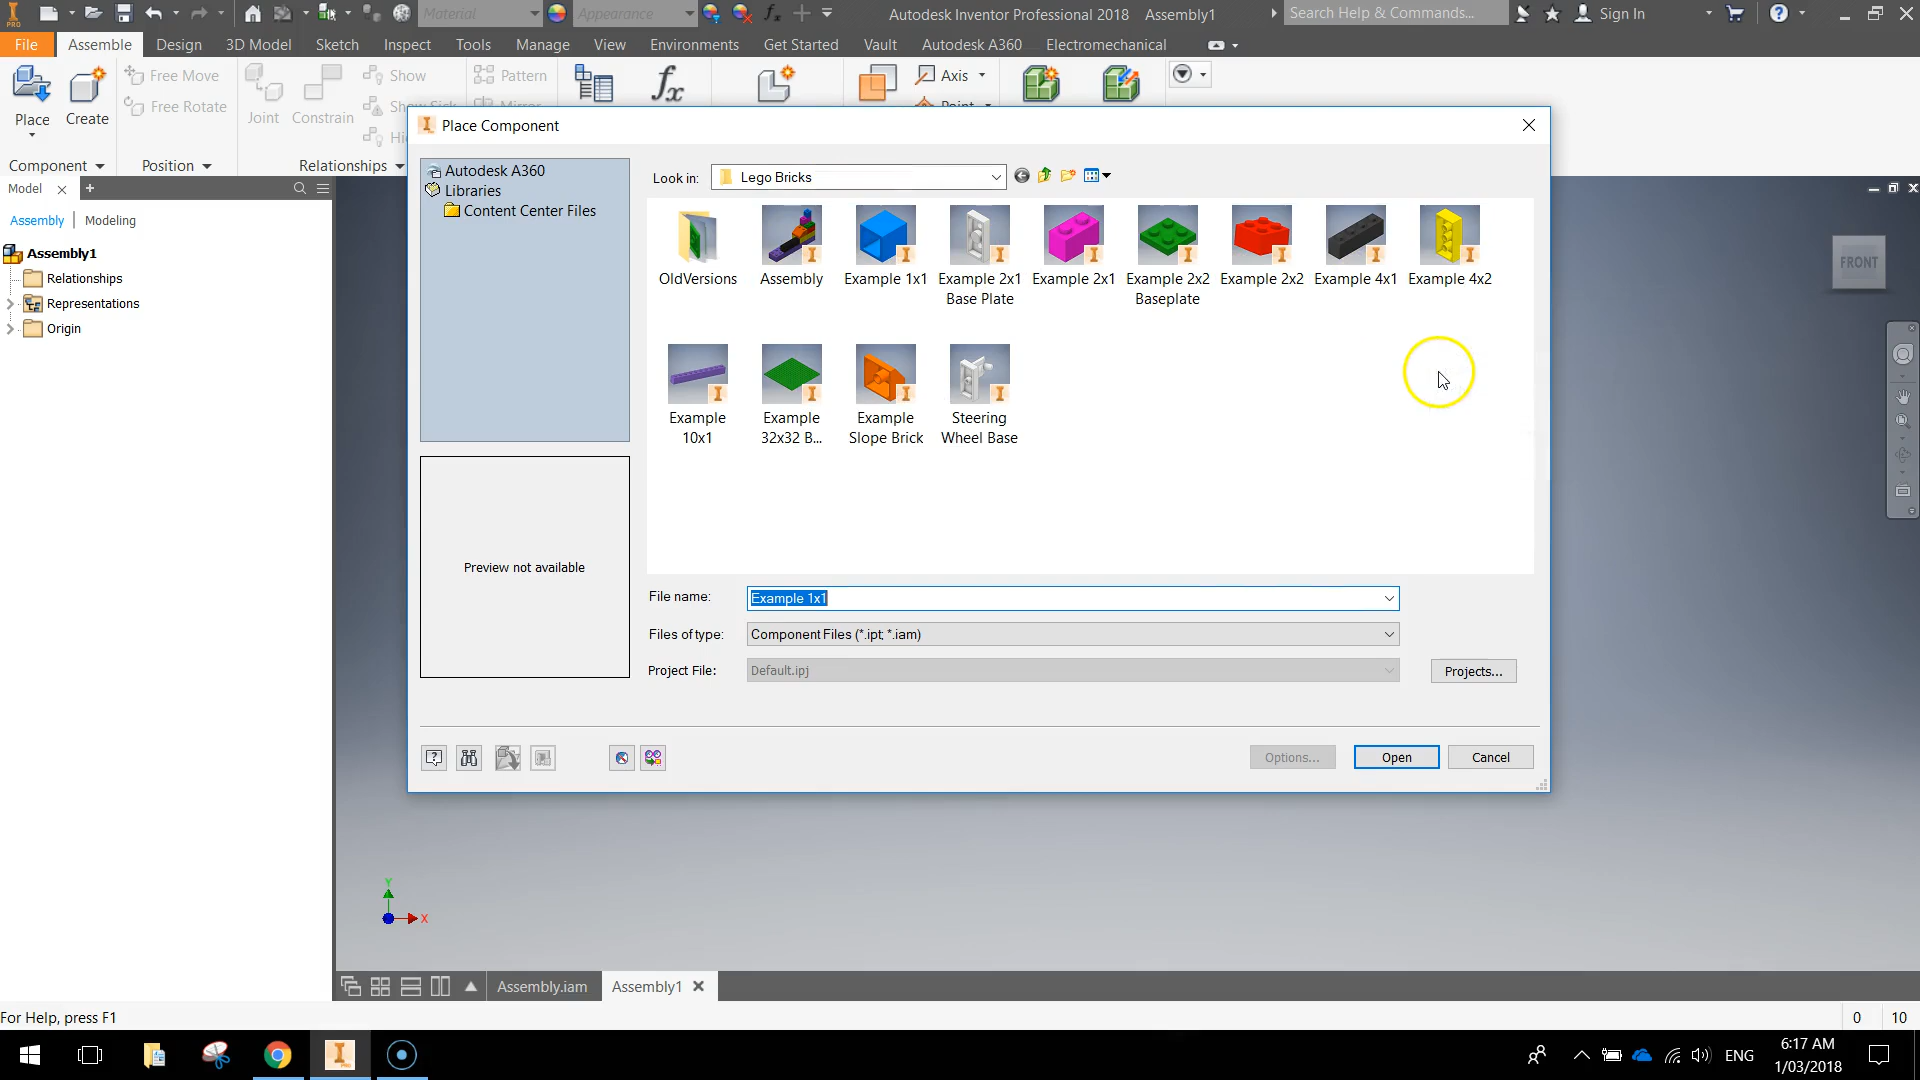 PRO
Material
Appearance
Autodesk Inventor Professional 2018 Assembly1
Search Help & Commands...
Sign In
File
Assemble
Design
3D Model
Sketch
Inspect
Tools
Manage
View
Environments
Get Started
Vault
Autodesk A360
Electromechanical
Place
Create
Free Move
Free Rotate
Joint
Constrain
Show
Pattern
Axis
Component
Position
Relationships
Model
Assembly | Modeling
Assembly1
Relationships
Representations
Origin
Place Component
Autodesk A360
Libraries
Content Center Files
Look in:
Lego Bricks
OldVersions
Assembly
Example 1x1
Example 2x1
Base Plate
Example 2x1
Example 2x2
Baseplate
Example 2x2
Example 4x1
Example 4x2
Example
10x1
Example
32x32 B...
Example
Slope Brick
Steering
Wheel Base
Preview not available
File name:
Example 1x1
Files of type:
Component Files (*.ipt; *.iam)
Project File:
Default.ipj
Projects...
Options...
Open
Cancel
FRONT
Y
X
Assembly.iam
Assembly1
For Help, press F1
0
10
ENG
6:17 AM
1/03/2018